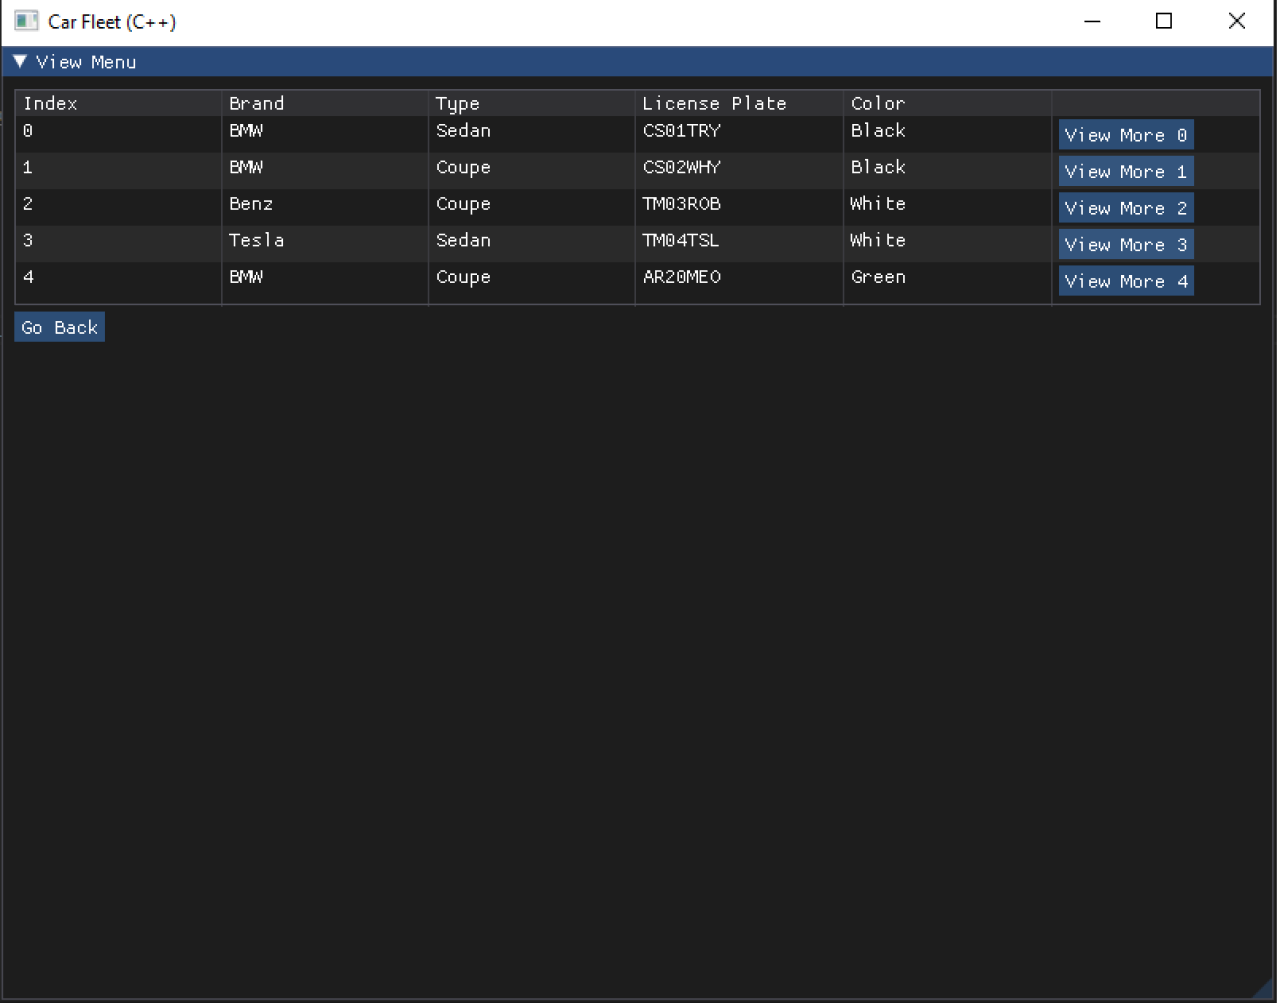 Car Fleet (C++)
View Menu
Index Brand Type License Plate Color
0 BMW Sedan CS01TRY Black View More 0
1 BMW Coupe CS02WHY Black View More 1
2 Benz Coupe TM03ROB White View More 2
3 Tesla Sedan TM04TSL White View More 3
4 BMW Coupe AR20MEO Green View More 4
Go Back